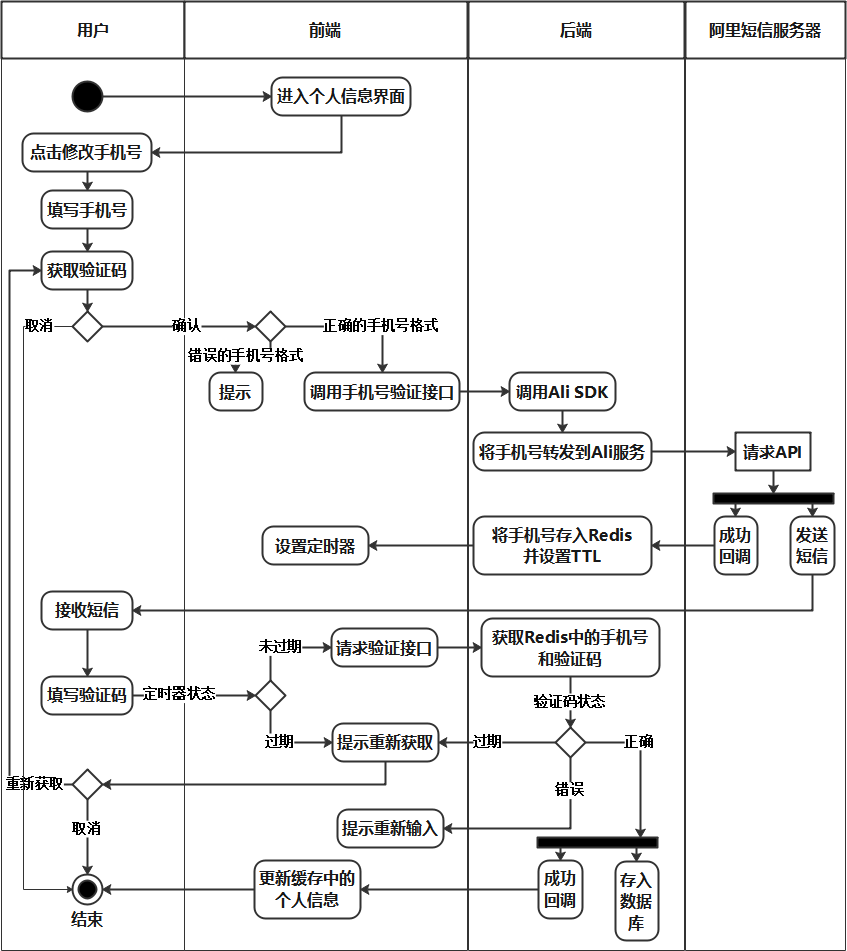 用户
前端
后端
阿里短信服务器
进入个人信息界面
点击修改手机号
填写手机号
获取验证码
取消
确认
正确的手机号格式
错误的手机号格式
提示
调用手机号验证接口
调用Ali SDK
将手机号转发到Ali服务
请求API
设置定时器
将手机号存入Redis
并设置TTL
成功
回调
发送
短信
接收短信
未过期
请求验证接口
获取Redis中的手机号
和验证码
填写验证码
定时器状态
验证码状态
过期
提示重新获取
过期
正确
重新获取
错误
取消
提示重新输入
更新缓存中的
个人信息
成功
回调
存入
数据
库
结束